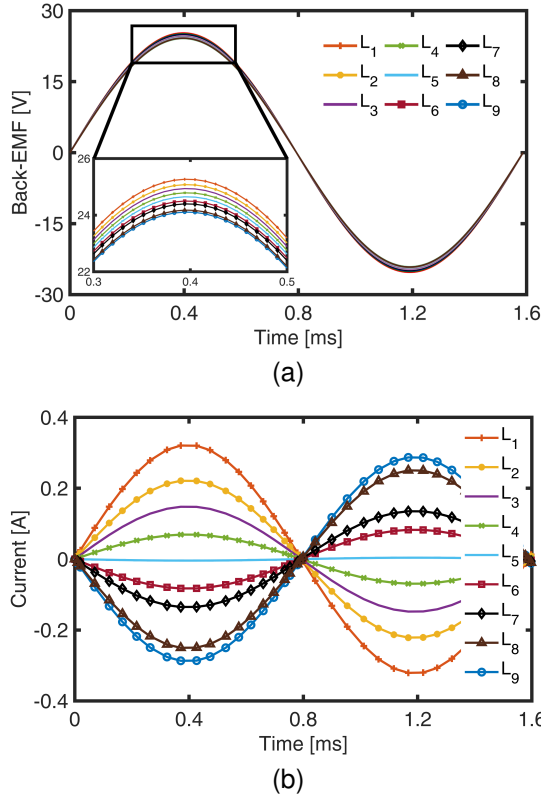 30
15
0
-15
-30
Back-EMF [V]
L1 L4 L7
L2 L5 L8
L3 L6 L9
26
24
22
0.3 0.4 0.5
0 0.4 0.8 1.2 1.6
Time [ms]
(a)
0.4
0.2
0
-0.2
-0.4
Current [A]
L1
L2
L3
L4
L5
L6
L7
L8
L9
0 0.4 0.8 1.2 1.6
Time [ms]
(b)